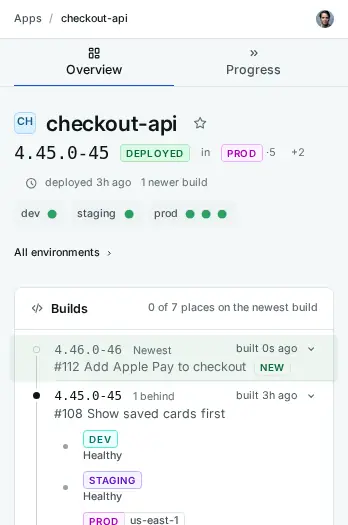 Apps / checkout-api
Overview
Progress
CH checkout-api
4.45.0-45 DEPLOYED in PROD ·5 +2
deployed 3h ago 1 newer build
dev staging prod
All environments ›
Builds 0 of 7 places on the newest build
4.46.0-46 Newest built 0s ago
#112 Add Apple Pay to checkout NEW
4.45.0-45 1 behind built 3h ago
#108 Show saved cards first
DEV
Healthy
STAGING
Healthy
PROD us-east-1